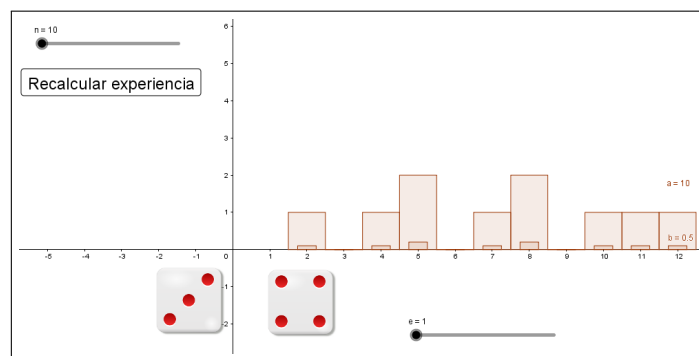 n = 10
Recalcular experiencia
6
5
4
3
2
1
a = 10
b = 0.5
-5 -4 -3 -2 -1 0 1 2 3 4 5 6 7 8 9 10 11 12
-1
-2
e = 1